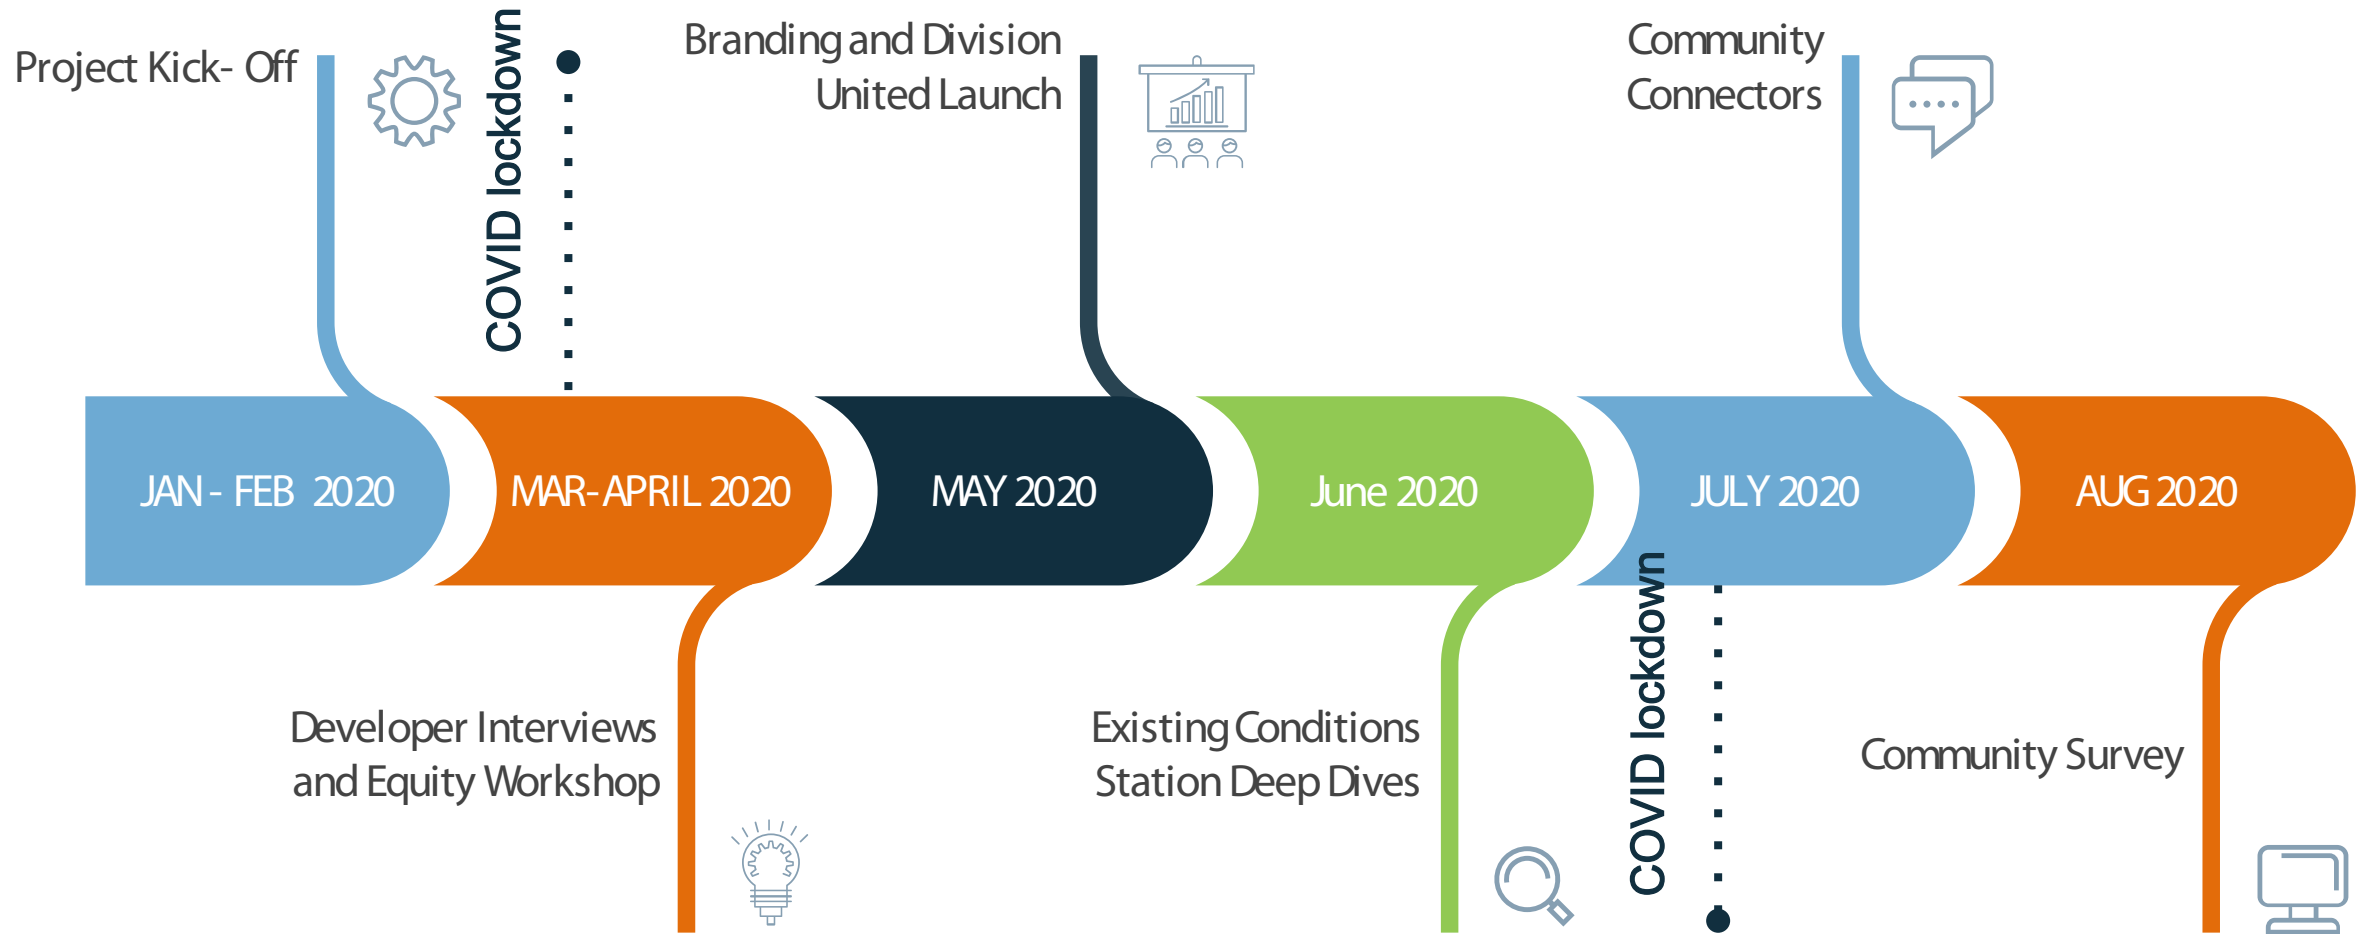 Project Kick- Off
COVID lockdown
Branding and Division
United Launch
Community
Connectors
JAN - FEB 2020
MAR- APRIL 2020
MAY 2020
June 2020
JULY 2020
AUG 2020
Developer Interviews
and Equity Workshop
Existing Conditions
Station Deep Dives
COVID lockdown
Community Survey